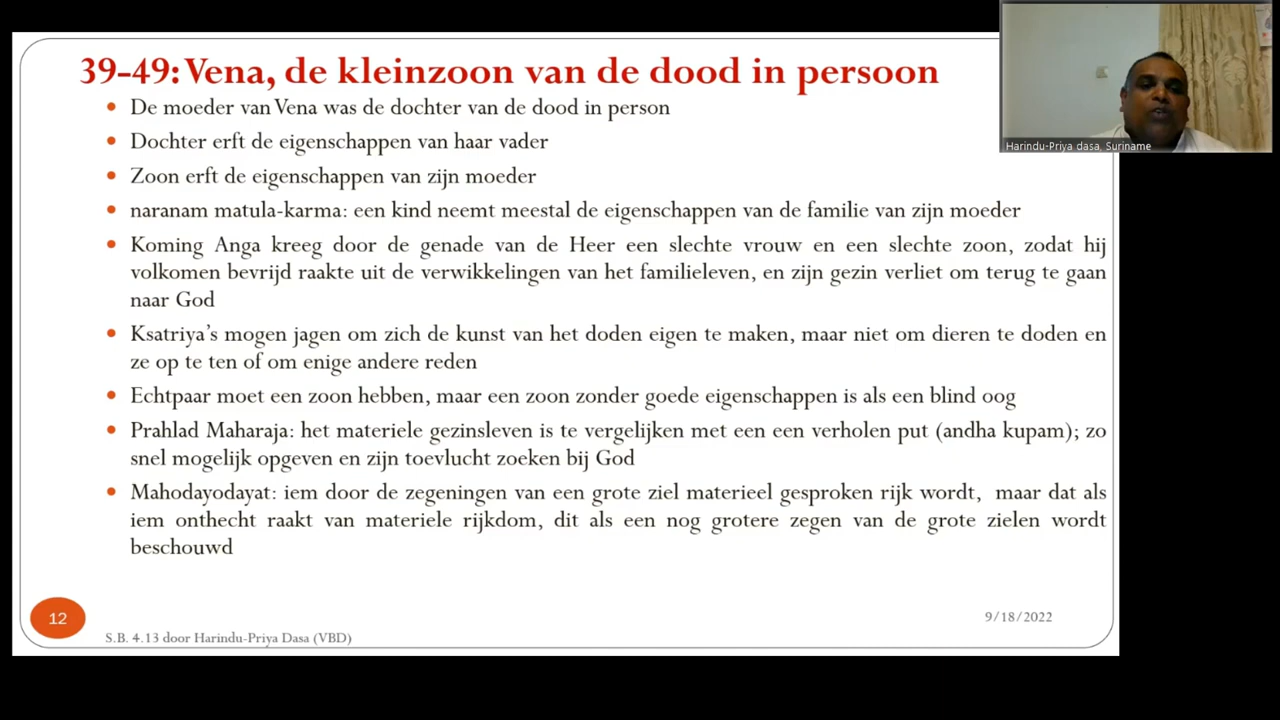 39-49: Vena, de kleinzoon van de dood in persoon
De moeder van Vena was de dochter van de dood in person
Dochter erft de eigenschappen van haar vader
Zoon erft de eigenschappen van zijn moeder
naranam matula-karma: een kind neemt meestal de eigenschappen van de familie van zijn moeder
Koming Anga kreeg door de genade van de Heer een slechte vrouw en een slechte zoon, zodat hij
volkomen bevrijd raakte uit de verwikkelingen van het familieleven, en zijn gezin verliet om terug te gaan
naar God
Ksatriya's mogen jagen om zich de kunst van het doden eigen te maken, maar niet om dieren te doden en
ze op te ten of om enige andere reden
Echtpaar moet een zoon hebben, maar een zoon zonder goede eigenschappen is als een blind oog
Prahlad Maharaja: het materiele gezinsleven is te vergelijken met een een verholen put (andha kupam); zo
snel mogelijk opgeven en zijn toevlucht zoeken bij God
Mahodayodayat: iem door de zegeningen van een grote ziel materieel gesproken rijk wordt, maar dat als
iem onthecht raakt van materiele rijkdom, dit als een nog grotere zegen van de grote zielen wordt
beschouwd
12
S.B. 4.13 door Harindu-Priya Dasa (VBD)
9/18/2022
Harindu-Priya dasa, Suriname